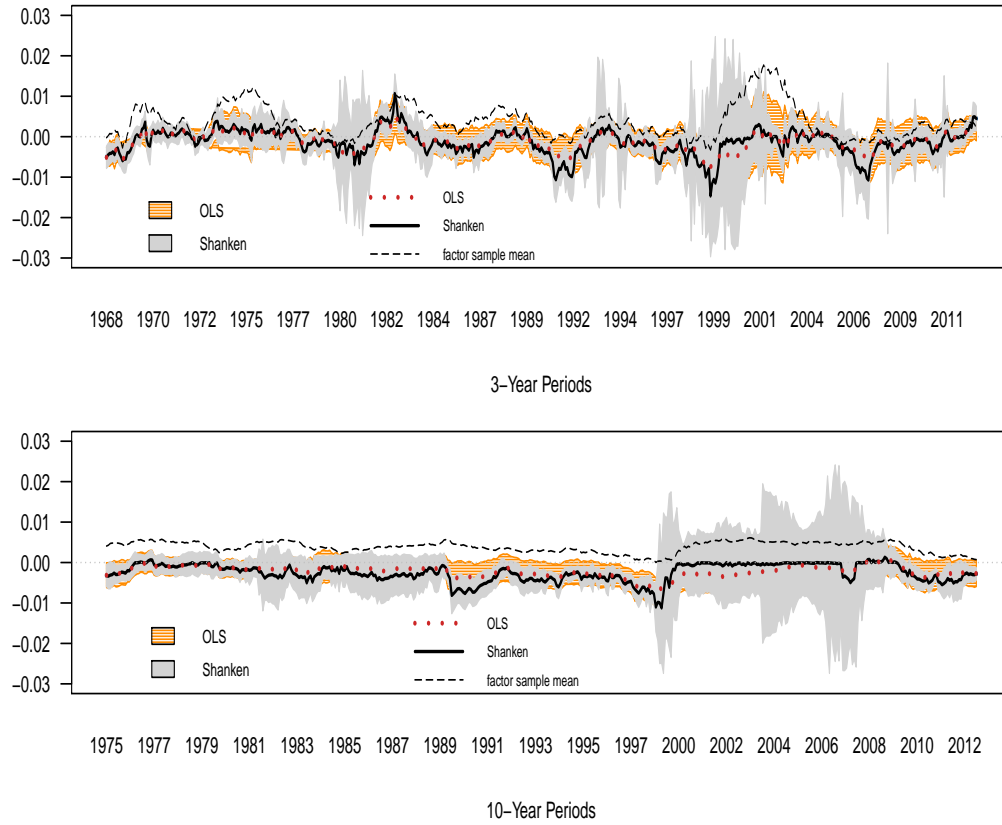 0.03
0.02
0.01
0.00
−0.01
−0.02
−0.03
OLS
Shanken
OLS
Shanken
factor sample mean
1968 1970 1972 1975 1977 1980 1982 1984 1987 1989 1992 1994 1997 1999 2001 2004 2006 2009 2011
3−Year Periods
0.03
0.02
0.01
0.00
−0.01
−0.02
−0.03
OLS
Shanken
OLS
Shanken
factor sample mean
1975 1977 1979 1981 1983 1985 1987 1989 1991 1993 1995 1997 2000 2002 2004 2006 2008 2010 2012
10−Year Periods